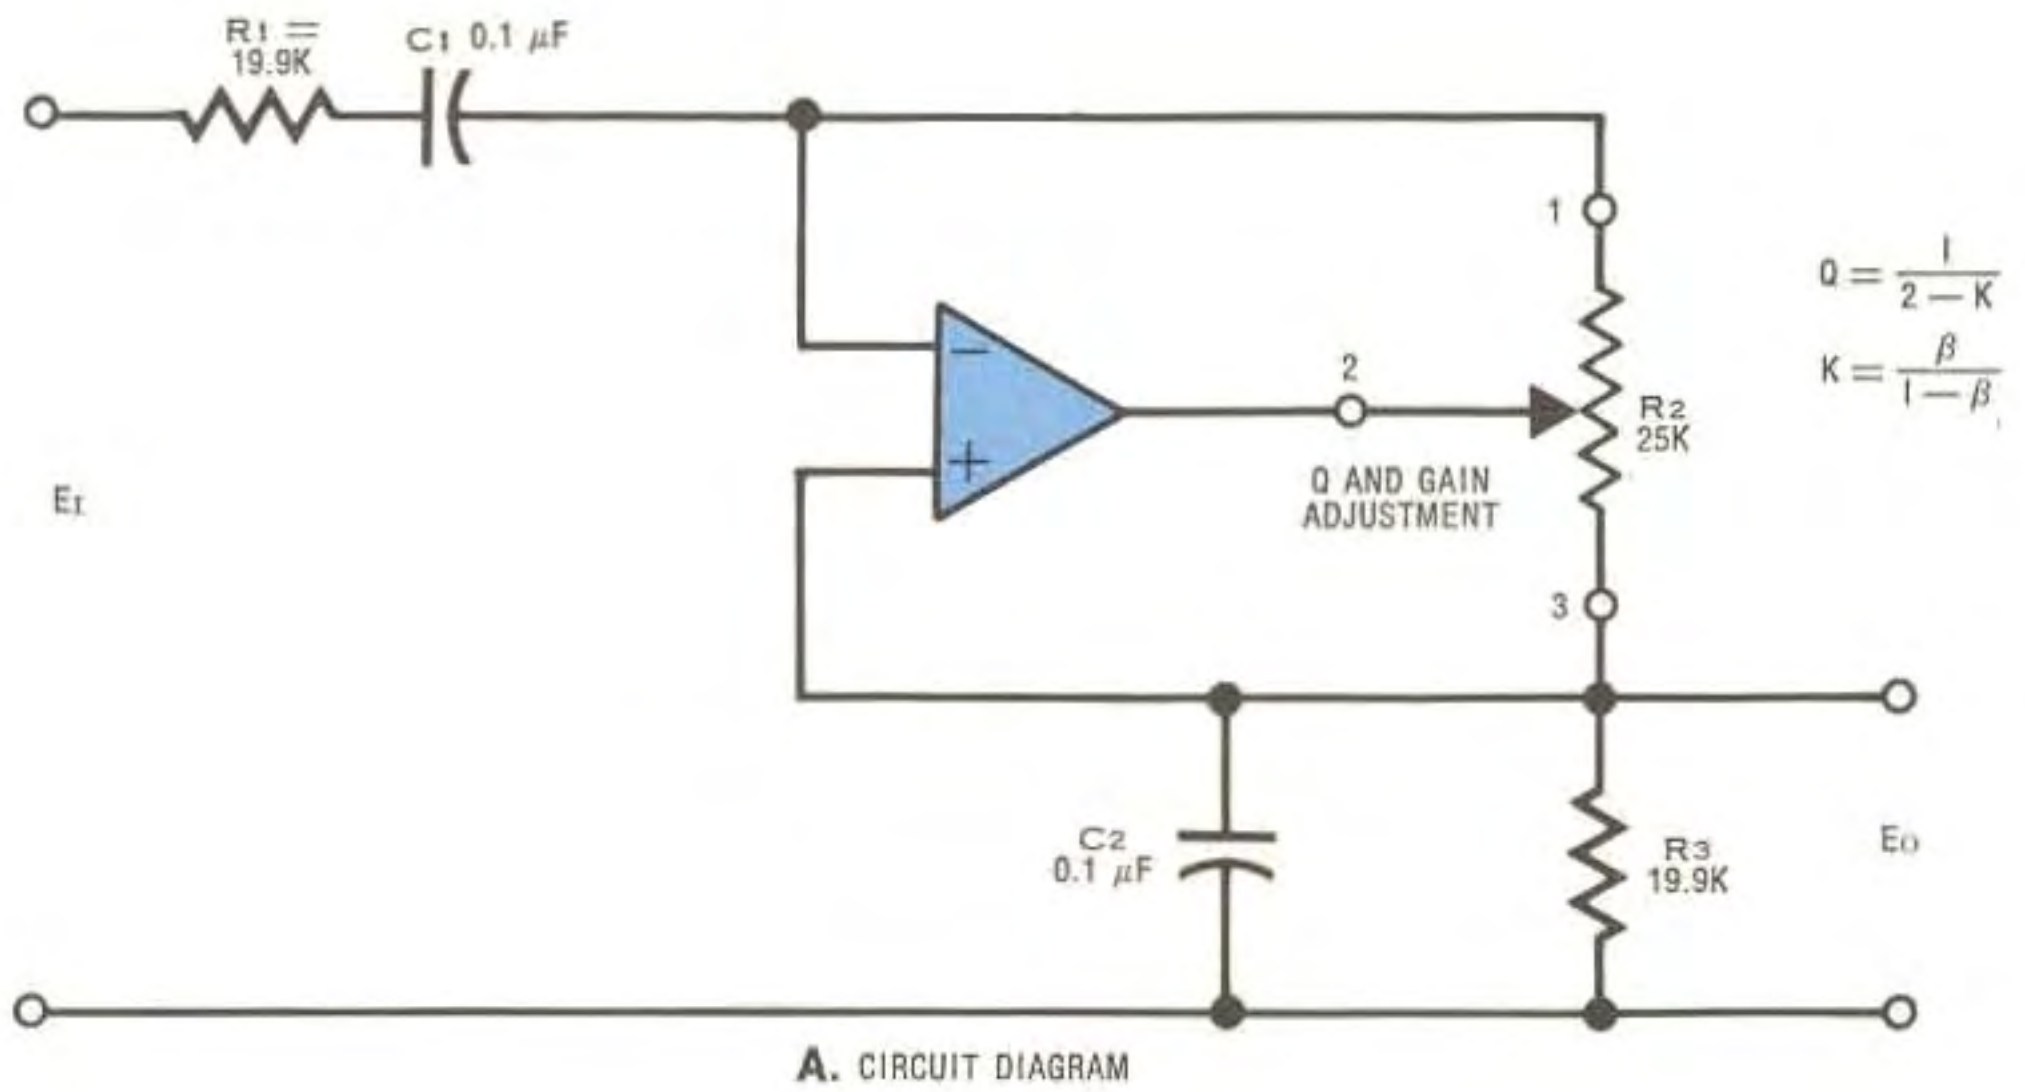 R1 =
19.9K
C1 0.1 μF
1
Q = 1 / 2 − K
K = β / 1 − β
−
2
R2
25K
+
Q AND GAIN
ADJUSTMENT
EI
3
C2
0.1 μF
R3
19.9K
EO
A. CIRCUIT DIAGRAM